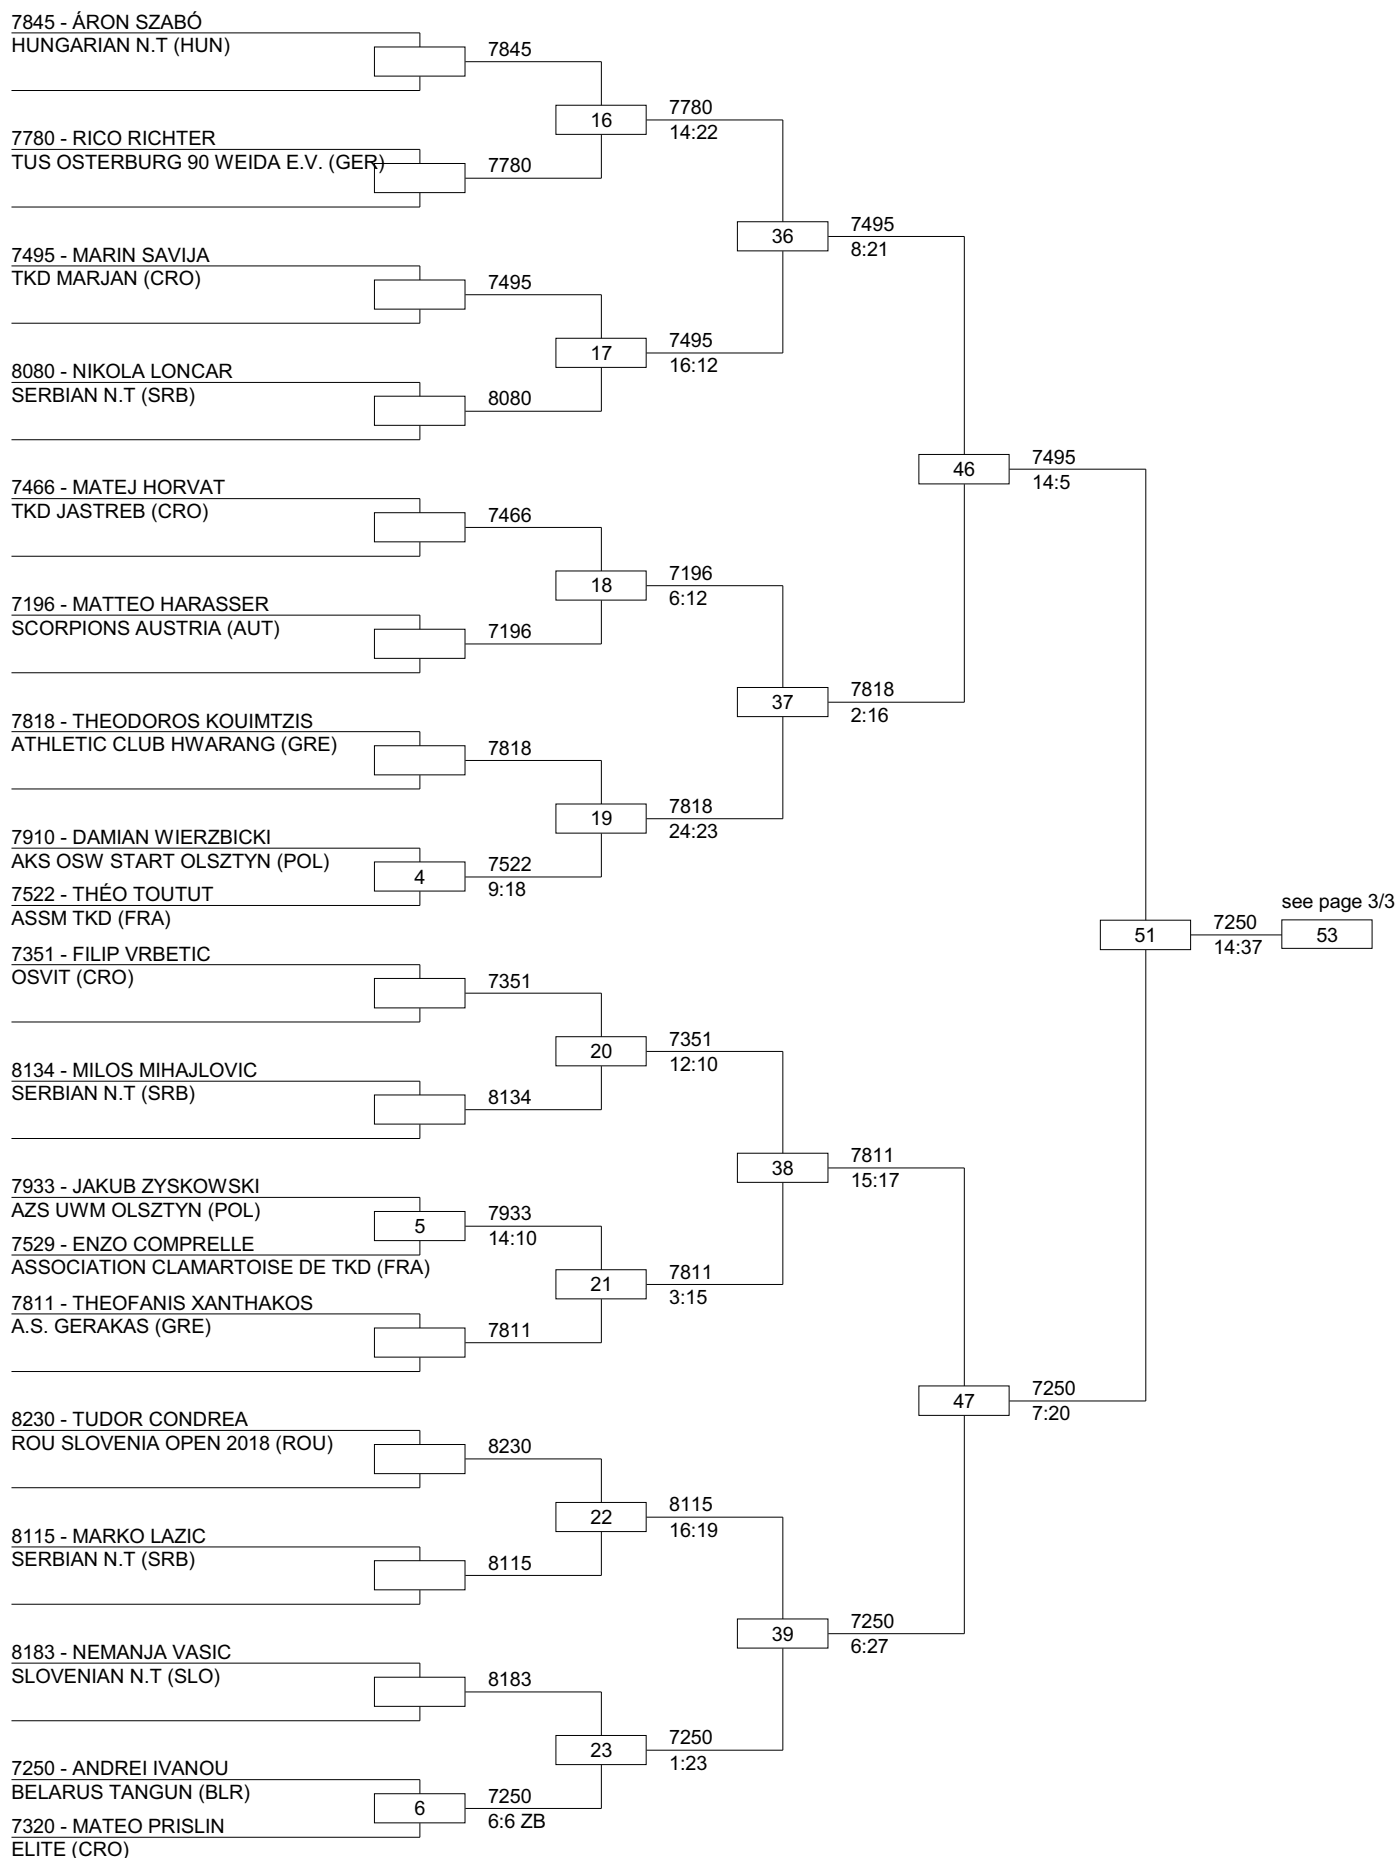 7845 - ÁRON SZABÓ
HUNGARIAN N.T (HUN)
7845
16
7780
14:22
7780 - RICO RICHTER
TUS OSTERBURG 90 WEIDA E.V. (GER)
7780
36
7495
8:21
7495 - MARIN SAVIJA
TKD MARJAN (CRO)
7495
17
7495
16:12
8080 - NIKOLA LONCAR
SERBIAN N.T (SRB)
8080
46
7495
14:5
7466 - MATEJ HORVAT
TKD JASTREB (CRO)
7466
18
7196
6:12
7196 - MATTEO HARASSER
SCORPIONS AUSTRIA (AUT)
7196
37
7818
2:16
7818 - THEODOROS KOUIMTZIS
ATHLETIC CLUB HWARANG (GRE)
7818
19
7818
24:23
7910 - DAMIAN WIERZBICKI
AKS OSW START OLSZTYN (POL)
4
7522
9:18
7522 - THÉO TOUTUT
ASSM TKD (FRA)
see page 3/3
51
7250
14:37
53
7351 - FILIP VRBETIC
OSVIT (CRO)
7351
20
7351
12:10
8134 - MILOS MIHAJLOVIC
SERBIAN N.T (SRB)
8134
38
7811
15:17
7933 - JAKUB ZYSKOWSKI
AZS UWM OLSZTYN (POL)
5
7933
14:10
7529 - ENZO COMPRELLE
ASSOCIATION CLAMARTOISE DE TKD (FRA)
21
7811
3:15
7811 - THEOFANIS XANTHAKOS
A.S. GERAKAS (GRE)
7811
47
7250
7:20
8230 - TUDOR CONDREA
ROU SLOVENIA OPEN 2018 (ROU)
8230
22
8115
16:19
8115 - MARKO LAZIC
SERBIAN N.T (SRB)
8115
39
7250
6:27
8183 - NEMANJA VASIC
SLOVENIAN N.T (SLO)
8183
23
7250
1:23
7250 - ANDREI IVANOU
BELARUS TANGUN (BLR)
6
7250
6:6 ZB
7320 - MATEO PRISLIN
ELITE (CRO)